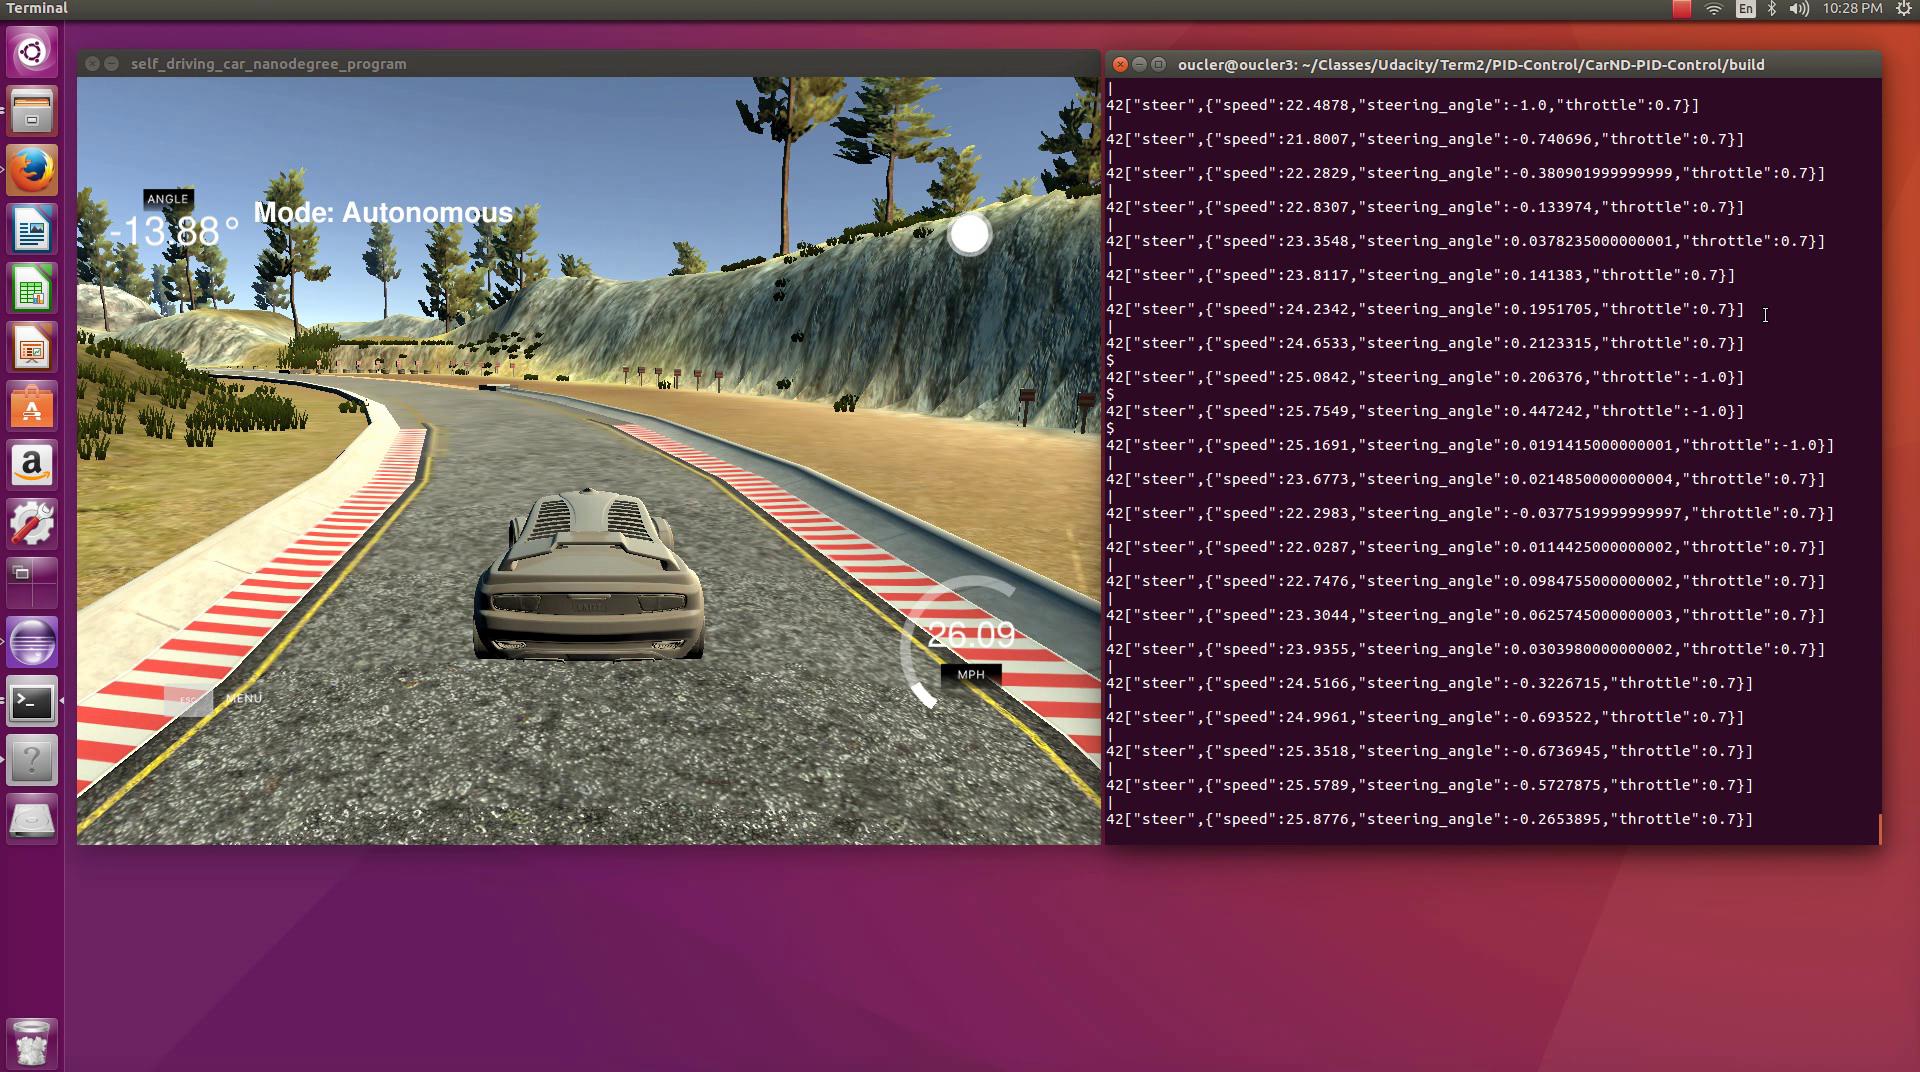 Terminal
En
10:28 PM
self_driving_car_nanodegree_program
ANGLE
-13.88°
Mode: Autonomous
26.09
MPH
ESC
MENU
oucler@oucler3: ~/Classes/Udacity/Term2/PID-Control/CarND-PID-Control/build
|
42["steer",{"speed":22.4878,"steering_angle":-1.0,"throttle":0.7}]
|
42["steer",{"speed":21.8007,"steering_angle":-0.740696,"throttle":0.7}]
|
42["steer",{"speed":22.2829,"steering_angle":-0.380901999999999,"throttle":0.7}]
|
42["steer",{"speed":22.8307,"steering_angle":-0.133974,"throttle":0.7}]
|
42["steer",{"speed":23.3548,"steering_angle":0.0378235000000001,"throttle":0.7}]
|
42["steer",{"speed":23.8117,"steering_angle":0.141383,"throttle":0.7}]
|
42["steer",{"speed":24.2342,"steering_angle":0.1951705,"throttle":0.7}]
|
42["steer",{"speed":24.6533,"steering_angle":0.2123315,"throttle":0.7}]
$
42["steer",{"speed":25.0842,"steering_angle":0.206376,"throttle":-1.0}]
$
42["steer",{"speed":25.7549,"steering_angle":0.447242,"throttle":-1.0}]
$
42["steer",{"speed":25.1691,"steering_angle":0.0191415000000001,"throttle":-1.0}]
|
42["steer",{"speed":23.6773,"steering_angle":0.0214850000000004,"throttle":0.7}]
|
42["steer",{"speed":22.2983,"steering_angle":-0.0377519999999997,"throttle":0.7}]
|
42["steer",{"speed":22.0287,"steering_angle":0.0114425000000002,"throttle":0.7}]
|
42["steer",{"speed":22.7476,"steering_angle":0.0984755000000002,"throttle":0.7}]
|
42["steer",{"speed":23.3044,"steering_angle":0.0625745000000003,"throttle":0.7}]
|
42["steer",{"speed":23.9355,"steering_angle":0.0303980000000002,"throttle":0.7}]
|
42["steer",{"speed":24.5166,"steering_angle":-0.3226715,"throttle":0.7}]
|
42["steer",{"speed":24.9961,"steering_angle":-0.693522,"throttle":0.7}]
|
42["steer",{"speed":25.3518,"steering_angle":-0.6736945,"throttle":0.7}]
|
42["steer",{"speed":25.5789,"steering_angle":-0.5727875,"throttle":0.7}]
|
42["steer",{"speed":25.8776,"steering_angle":-0.2653895,"throttle":0.7}]